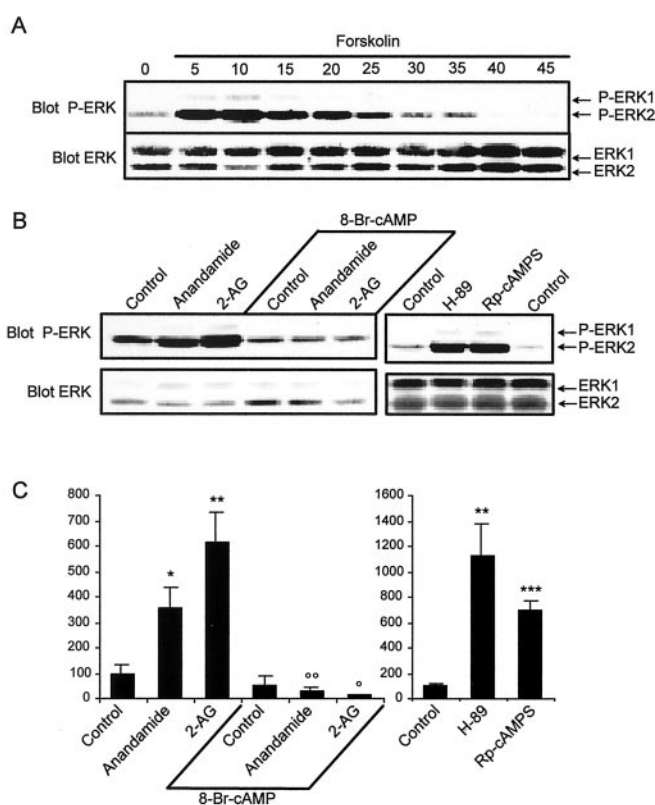 A
Forskolin
0 5 10 15 20 25 30 35 40 45
Blot P-ERK
P-ERK1
P-ERK2
Blot ERK
ERK1
ERK2
B
8-Br-cAMP
Control Anandamide 2-AG Control Anandamide 2-AG
Control H-89 Rp-cAMPS Control
Blot P-ERK
P-ERK1
P-ERK2
Blot ERK
ERK1
ERK2
C
800
700
600
500
400
300
200
100
0
* ** °° °
Control Anandamide 2-AG Control Anandamide 2-AG
8-Br-cAMP
1600
1400
1200
1000
800
600
400
200
0
** ***
Control H-89 Rp-cAMPS